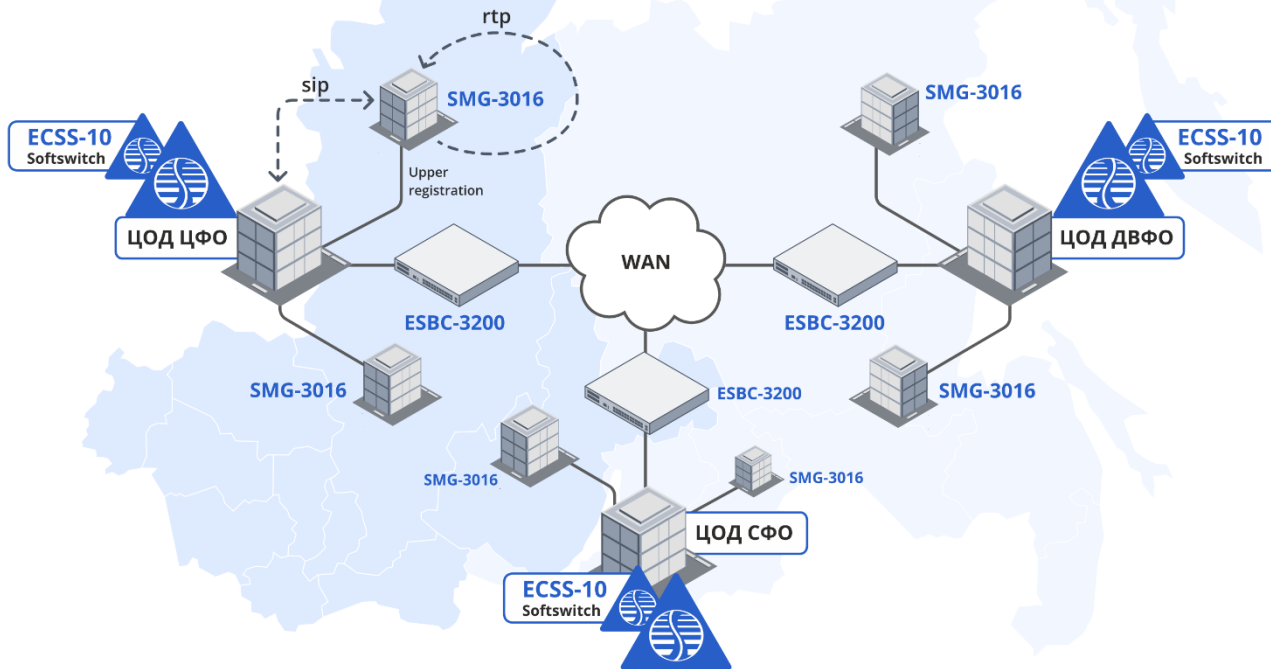 rtp
sip
SMG-3016
SMG-3016
ECSS-10
Softswitch
ECSS-10
Softswitch
Upper
registration
ЦОД ЦФО
ЦОД ДВФО
WAN
ESBC-3200
ESBC-3200
SMG-3016
SMG-3016
ESBC-3200
SMG-3016
SMG-3016
ЦОД СФО
ECSS-10
Softswitch